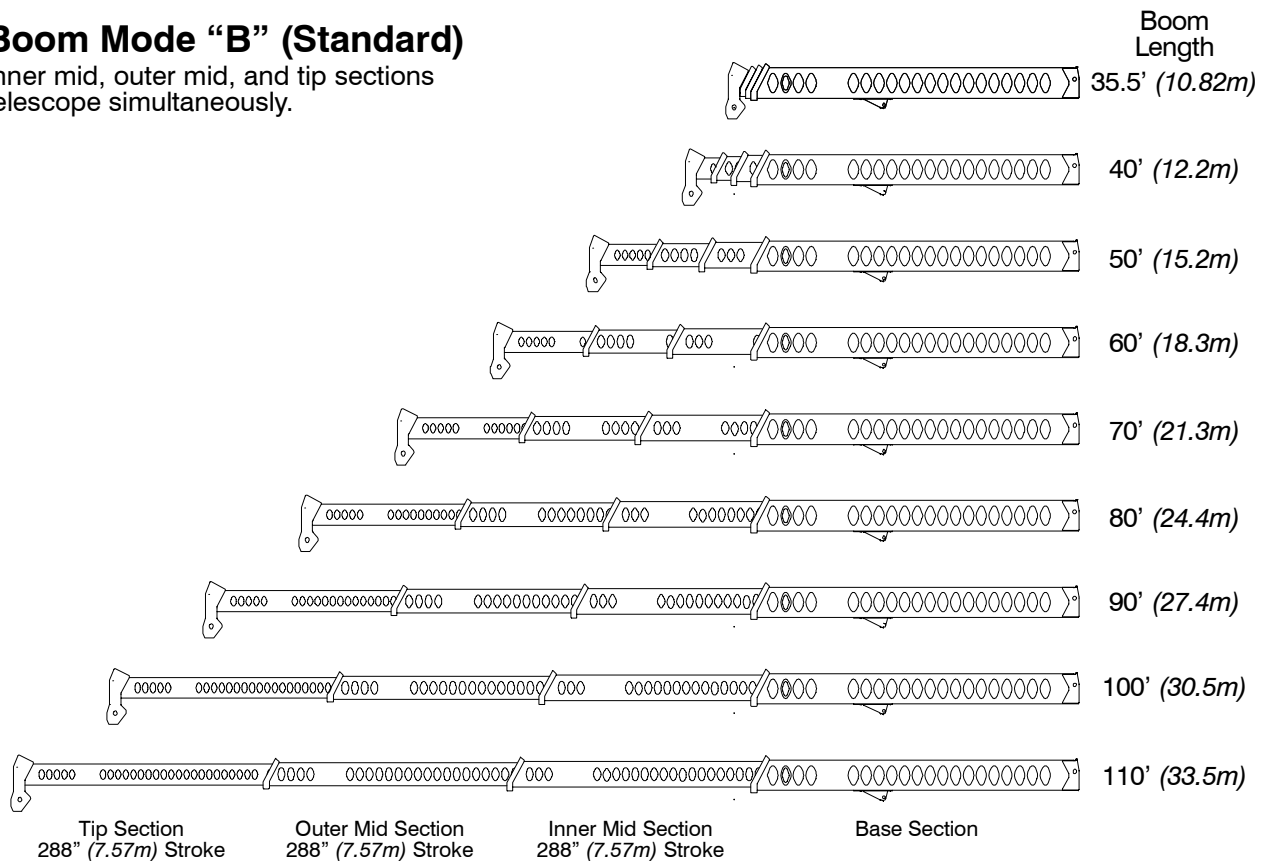 Boom Mode “B” (Standard)
nner mid, outer mid, and tip sections
elescope simultaneously.
Boom
Length
35.5’ (10.82m)
40’ (12.2m)
50’ (15.2m)
60’ (18.3m)
70’ (21.3m)
80’ (24.4m)
90’ (27.4m)
100’ (30.5m)
110’ (33.5m)
Tip Section
288” (7.57m) Stroke
Outer Mid Section
288” (7.57m) Stroke
Inner Mid Section
288” (7.57m) Stroke
Base Section